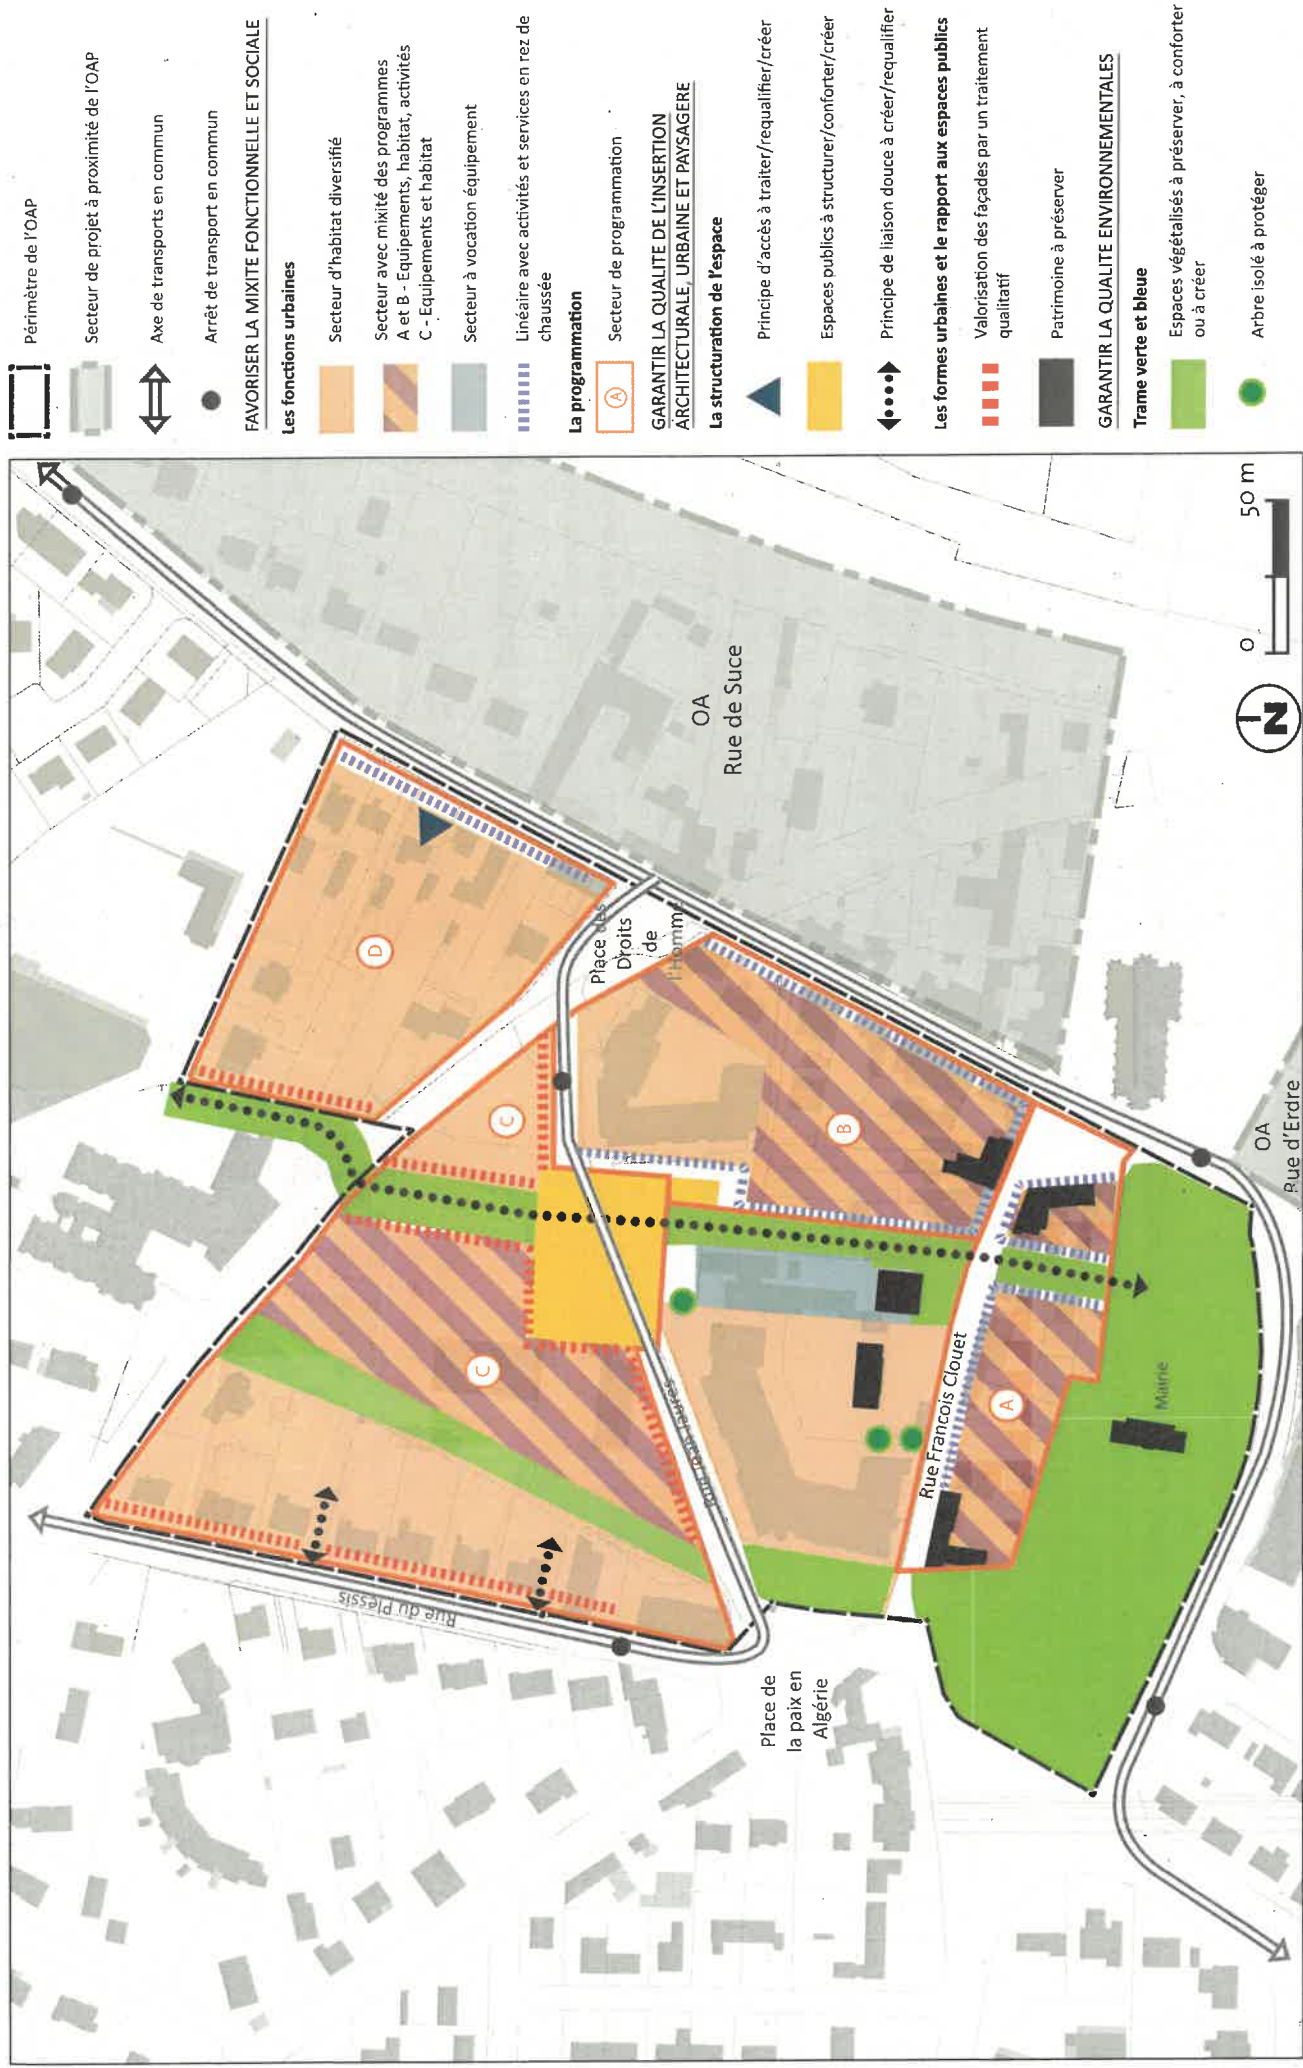 Périmètre de l'OAP
Secteur de projet à proximité de l'OAP
Axe de transports en commun
Arrêt de transport en commun
FAVORISER LA MIXITE FONCTIONNELLE ET SOCIALE
Les fonctions urbaines
Secteur d'habitat diversifié
Secteur avec mixité des programmes
A et B - Equipements, habitat, activités
C - Equipements et habitat
Secteur à vocation équipement
Linéaire avec activités et services en rez de
chaussée
La programmation
A
Secteur de programmation
GARANTIR LA QUALITE DE L'INSERTION
ARCHITECTURALE, URBAINE ET PAYSAGERE
La structuration de l'espace
Principe d'accès à traiter/requalifier/créer
Espaces publics à structurer/conforter/créer
Principe de liaison douce à créer/requalifier
Les formes urbaines et le rapport aux espaces publics
Valorisation des façades par un traitement
qualitatif
Patrimoine à préserver
GARANTIR LA QUALITE ENVIRONNEMENTALES
Trame verte et bleue
Espaces végétalisés à préserver, à conforter
ou à créer
Arbre isolé à protéger
D
Place des
Droits
de
l'Homme
OA
Rue de Suce
C
C
B
Rue du Plessis
Rue Jean Jaurès
Rue Francois Clouet
A
Mairie
Place de
la paix en
Algérie
OA
Rue d'Erdre
N
0
50 m